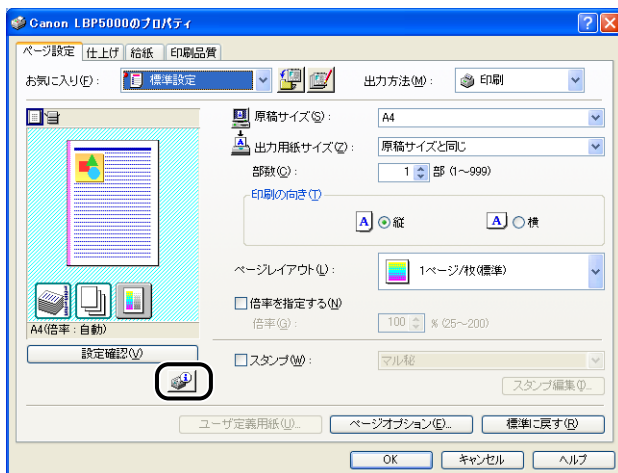 Canon LBP5000のプロパティ
ページ設定 仕上げ 給紙 印刷品質
お気に入り(F): 標準設定 出力方法(M): 印刷
原稿サイズ(S): A4
出力用紙サイズ(Z): 原稿サイズと同じ
部数(C): 1 部 (1～999)
印刷の向き(T)
A 縦 A 横
ページレイアウト(L): 1ページ/枚(標準)
倍率を指定する(N)
倍率(G): 100 % (25～200)
A4(倍率:自動)
設定確認(V)
スタンプ(W): マル秘
スタンプ編集(I)...
ユーザ定義用紙(U)... ページオプション(E)... 標準に戻す(R)
OK キャンセル ヘルプ